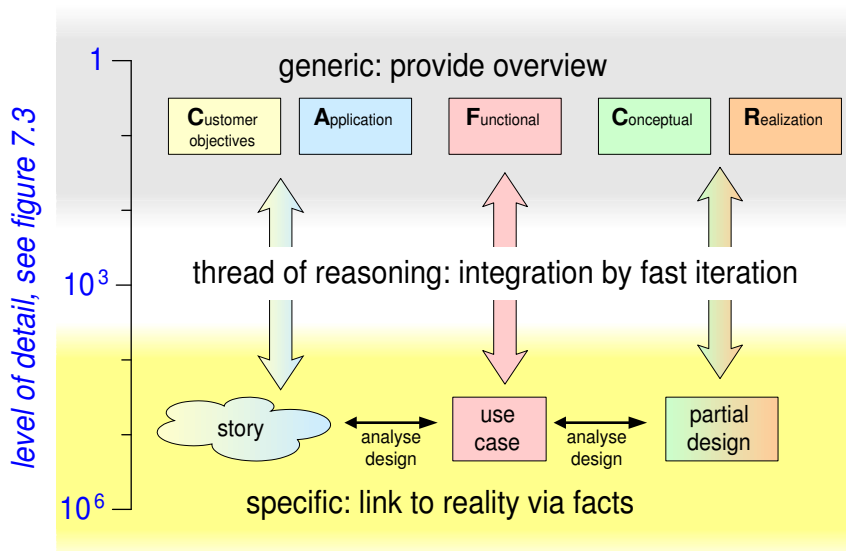 level of detail, see figure 7.3
1
generic: provide overview
Customer
objectives
Application
Functional
Conceptual
Realization
10³
thread of reasoning: integration by fast iteration
story
analyse
design
use
case
analyse
design
partial
design
10⁶
specific: link to reality via facts